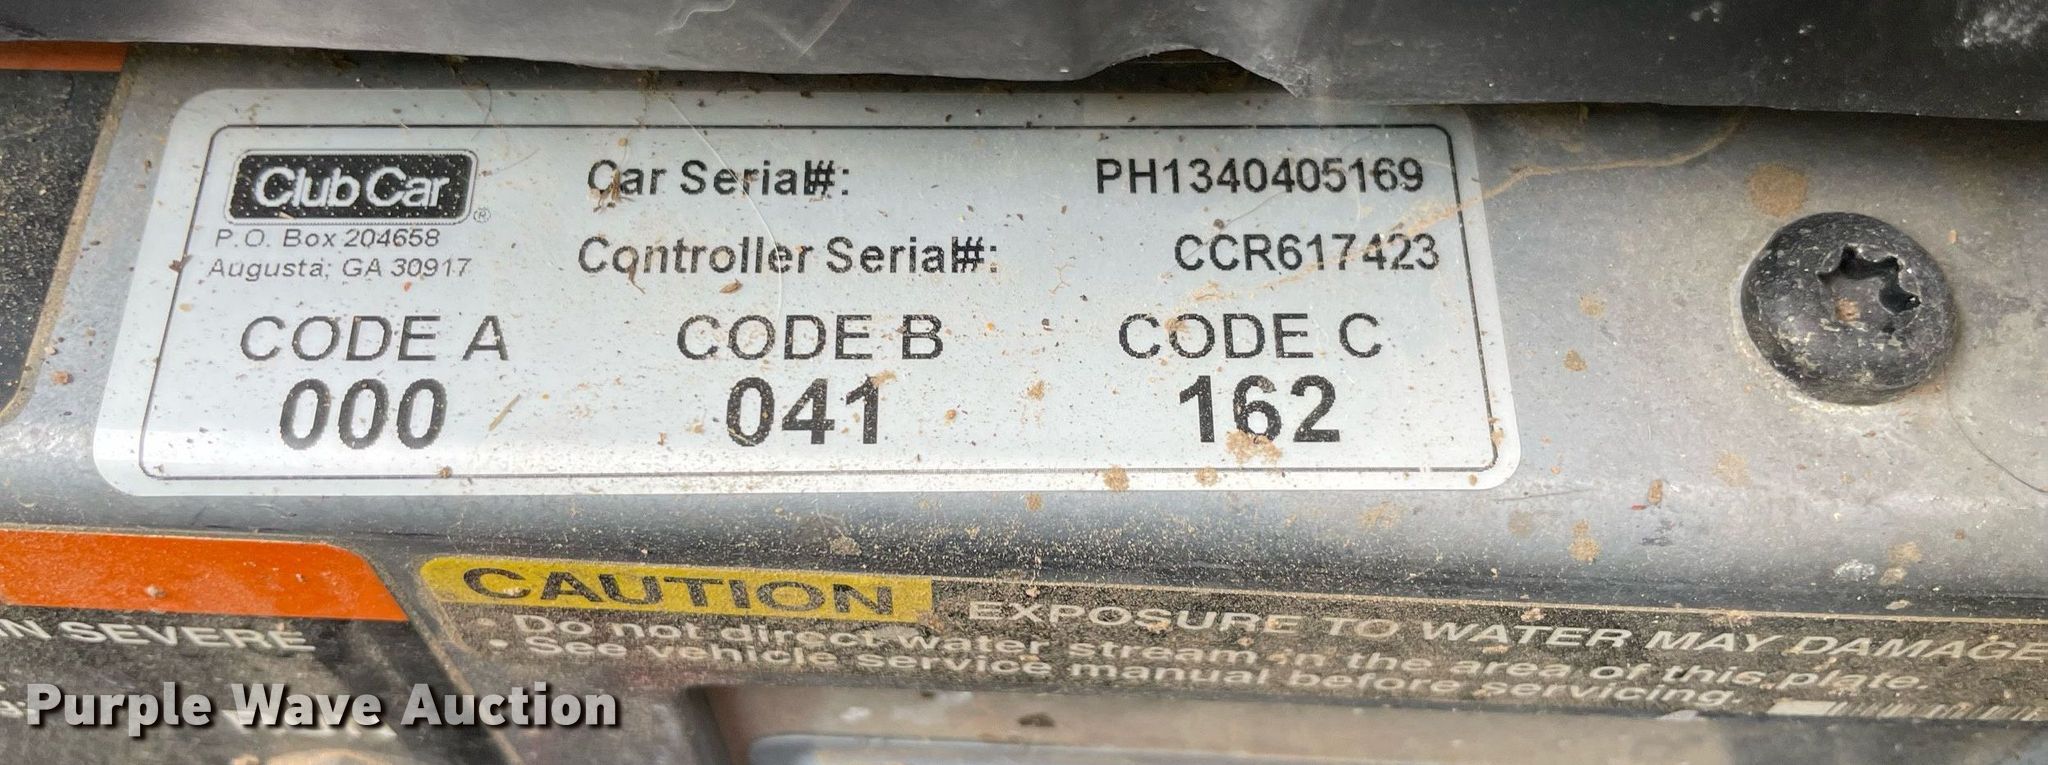 Club Car®
P.O. Box 204658
Augusta, GA 30917
Car Serial#: PH1340405169
Controller Serial#: CCR617423
CODE A CODE B CODE C
000 041 162
CAUTION EXPOSURE TO WATER MAY DAMAGE
• Do not direct water stream in the area of this plate.
• See vehicle service manual before servicing.
IN SEVERE
Purple Wave Auction